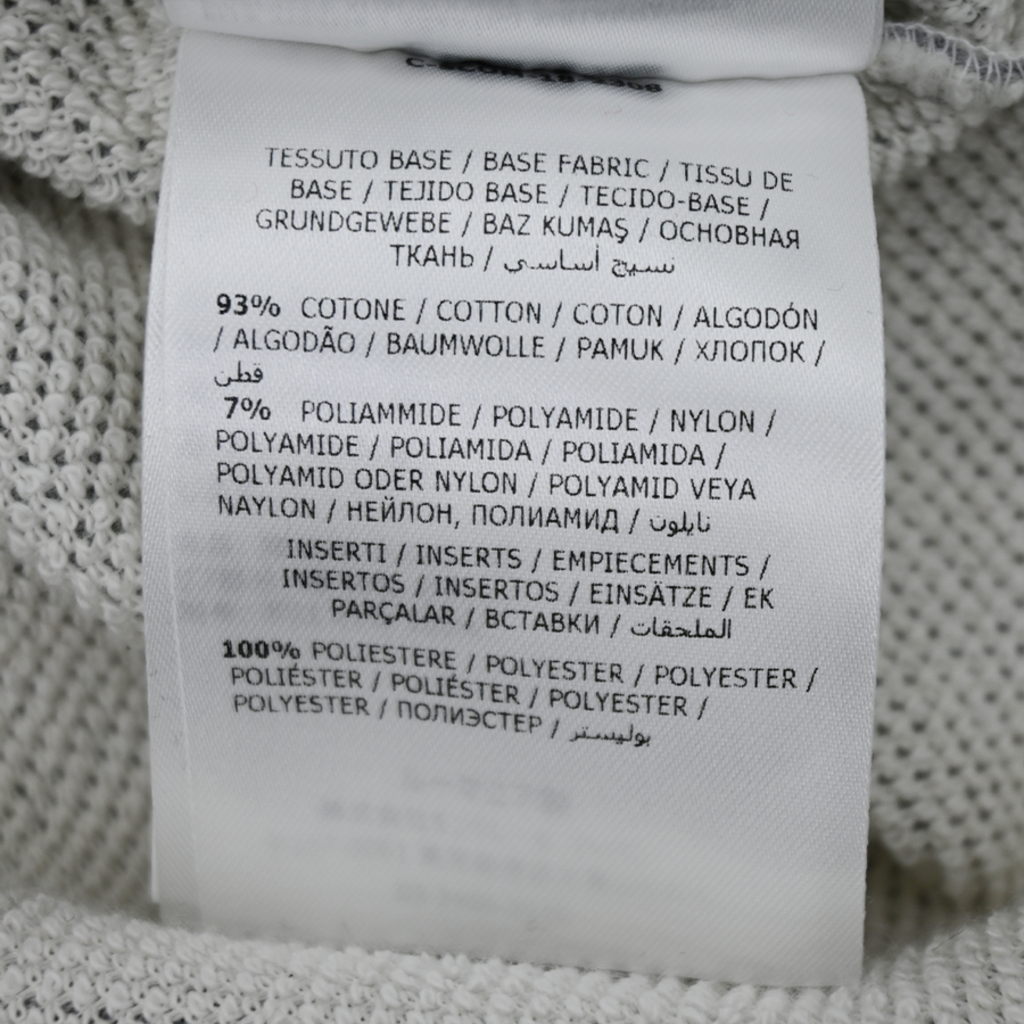 TESSUTO BASE / BASE FABRIC / TISSU DE
BASE / TEJIDO BASE / TECIDO-BASE /
GRUNDGEWEBE / BAZ KUMAŞ / ОСНОВНАЯ
ТКАНЬ / نسيج أساسي
93% COTONE / COTTON / COTON / ALGODÓN
/ ALGODÃO / BAUMWOLLE / PAMUK / ХЛОПОК /
قطن
7% POLIAMMIDE / POLYAMIDE / NYLON /
POLYAMIDE / POLIAMIDA / POLIAMIDA /
POLYAMID ODER NYLON / POLYAMID VEYA
NAYLON / НЕЙЛОН, ПОЛИАМИД / نايلون
INSERTI / INSERTS / EMPIECEMENTS /
INSERTOS / INSERTOS / EINSÄTZE / EK
PARÇALAR / ВСТАВКИ / الملحقات
100% POLIESTERE / POLYESTER / POLYESTER /
POLIÉSTER / POLIÉSTER / POLYESTER /
POLYESTER / ПОЛИЭСТЕР / بوليستر